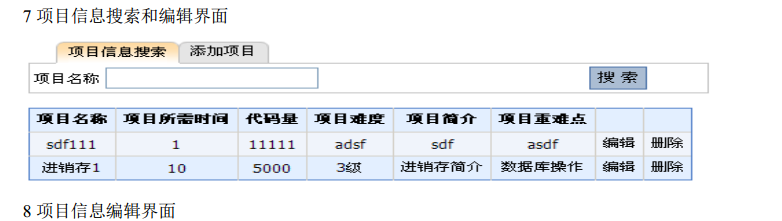 7 项目信息搜索和编辑界面
项目信息搜索 添加项目
项目名称 搜 索
项目名称 项目所需时间 代码量 项目难度 项目简介 项目重难点
sdf111 1 11111 adsf sdf asdf 编辑 删除
进销存1 10 5000 3级 进销存简介 数据库操作 编辑 删除
8 项目信息编辑界面